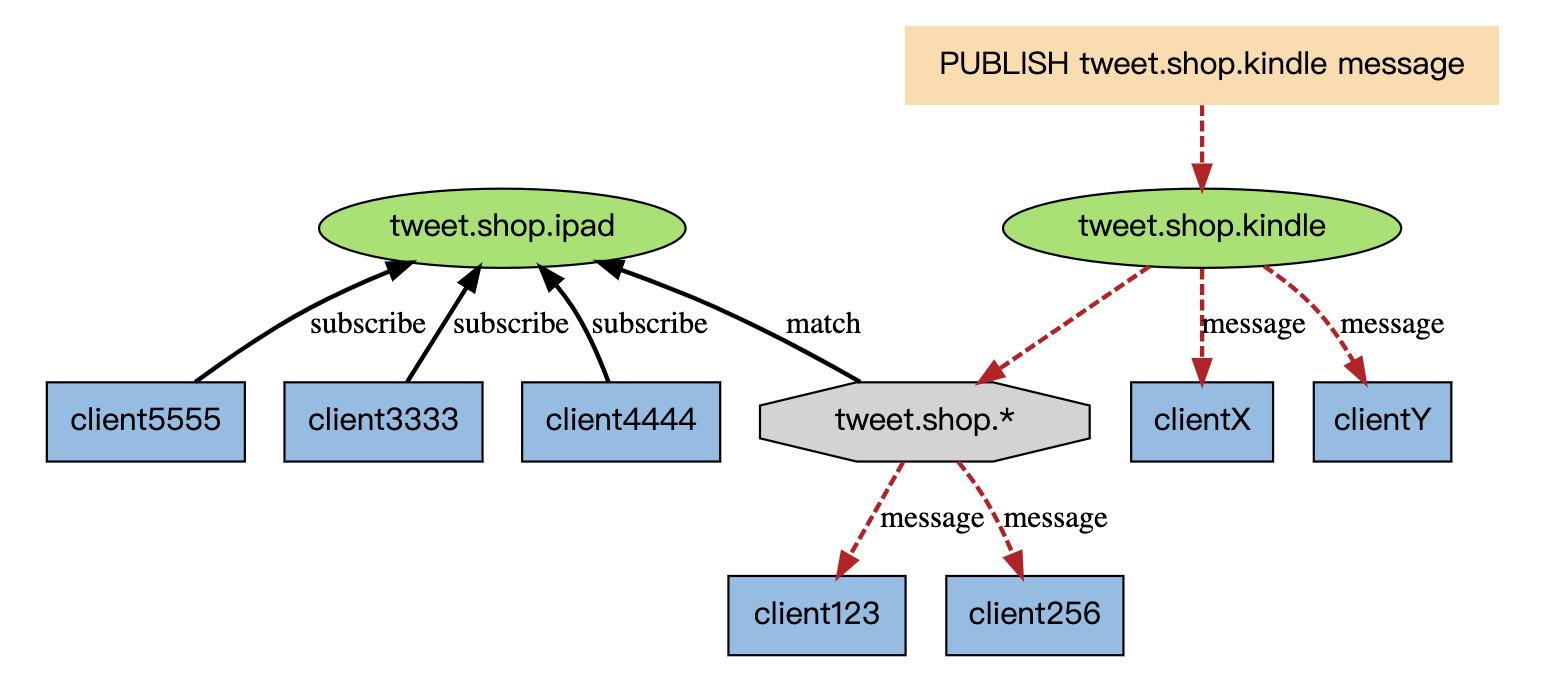 PUBLISH tweet.shop.kindle message
tweet.shop.ipad
tweet.shop.kindle
subscribe
subscribe
subscribe
match
message
message
client5555
client3333
client4444
tweet.shop.*
clientX
clientY
message
message
client123
client256